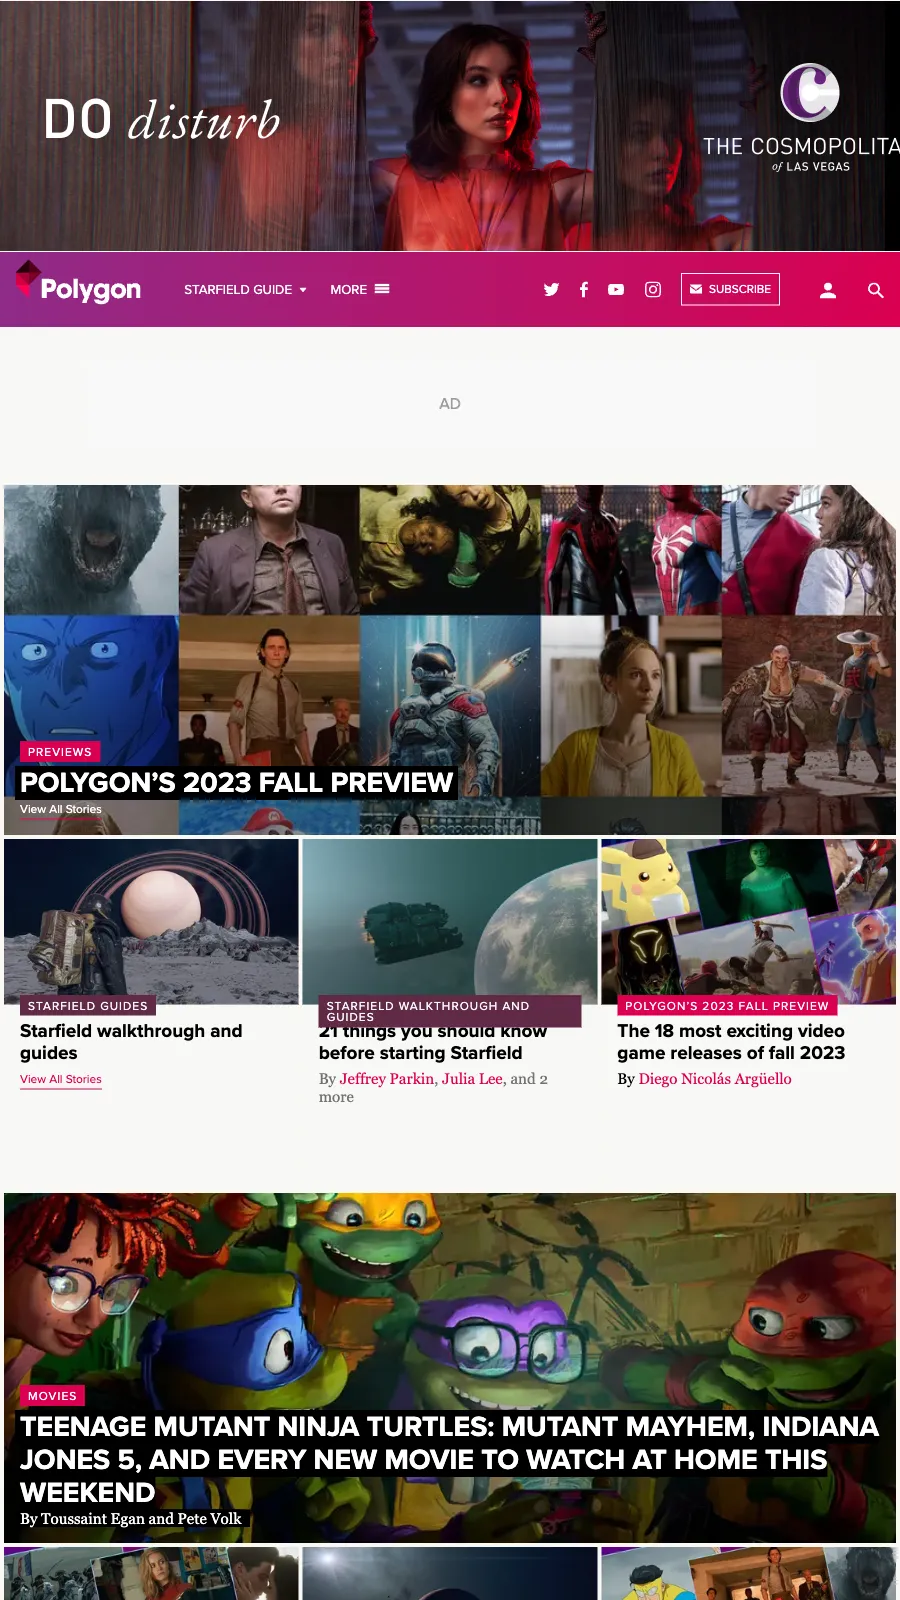 DO disturb
THE COSMOPOLITA
of LAS VEGAS
Polygon
STARFIELD GUIDE
MORE
SUBSCRIBE
AD
PREVIEWS
POLYGON'S 2023 FALL PREVIEW
View All Stories
STARFIELD GUIDES
Starfield walkthrough and
guides
View All Stories
STARFIELD WALKTHROUGH AND
GUIDES
21 things you should know
before starting Starfield
By Jeffrey Parkin, Julia Lee, and 2
more
POLYGON'S 2023 FALL PREVIEW
The 18 most exciting video
game releases of fall 2023
By Diego Nicolás Argüello
MOVIES
TEENAGE MUTANT NINJA TURTLES: MUTANT MAYHEM, INDIANA
JONES 5, AND EVERY NEW MOVIE TO WATCH AT HOME THIS
WEEKEND
By Toussaint Egan and Pete Volk